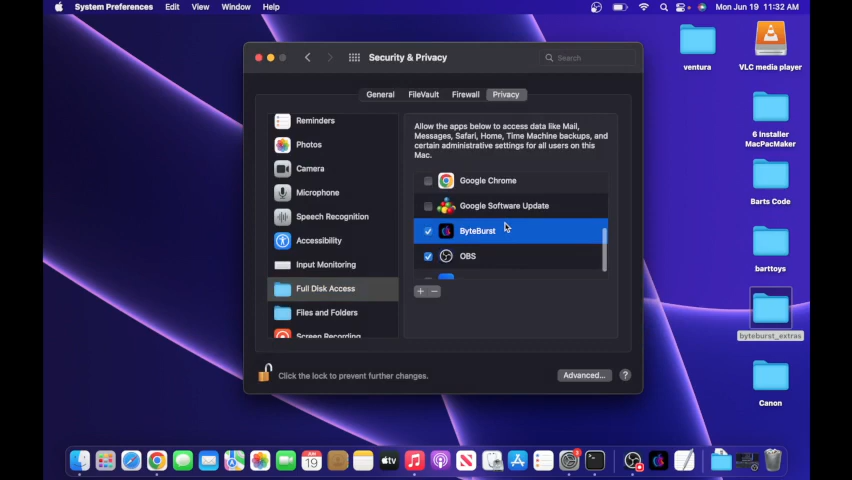 System Preferences Edit View Window Help Mon Jun 19 11:32 AM
Security & Privacy
Search
General FileVault Firewall Privacy
Reminders
Photos
Camera
Microphone
Speech Recognition
Accessibility
Input Monitoring
Full Disk Access
Files and Folders
Screen Recording
Allow the apps below to access data like Mail,
Messages, Safari, Home, Time Machine backups, and
certain administrative settings for all users on this
Mac.
Google Chrome
Google Software Update
ByteBurst
OBS
Click the lock to prevent further changes.
Advanced...
?
ventura
VLC media player
6 Installer
MacPacMaker
Barts Code
barttoys
byteburst_extras
Canon
JUN
19
tv